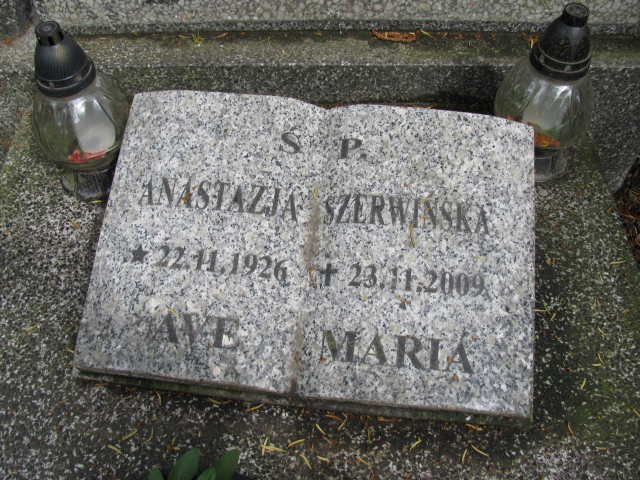 Ś P.
ANASTAZJA SZERWIŃSKA
★ 22.11.1926 ✝ 23.11.2009
AVE MARIA